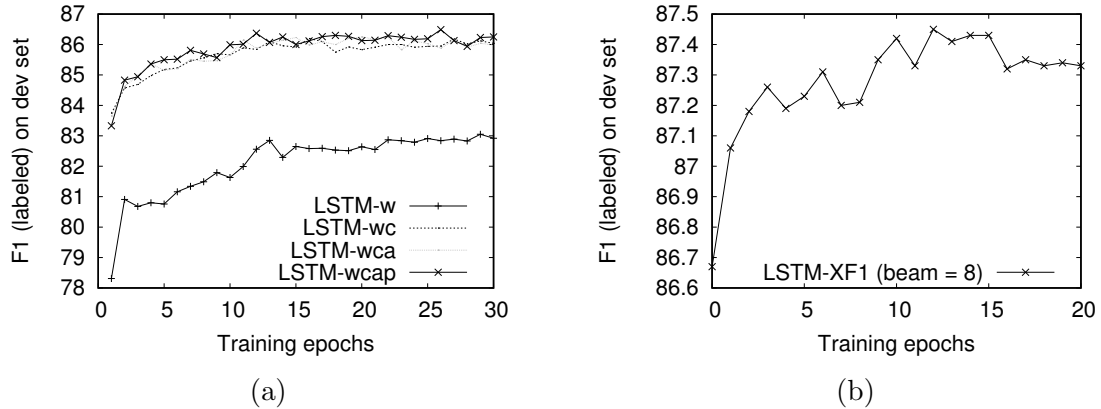 F1 (labeled) on dev set
87
86
85
84
83
82
81
80
79
78
LSTM-w
LSTM-wc
LSTM-wca
LSTM-wcap
0 5 10 15 20 25 30
Training epochs
(a)
F1 (labeled) on dev set
87.5
87.4
87.3
87.2
87.1
87
86.9
86.8
86.7
86.6
LSTM-XF1 (beam = 8)
0 5 10 15 20
Training epochs
(b)